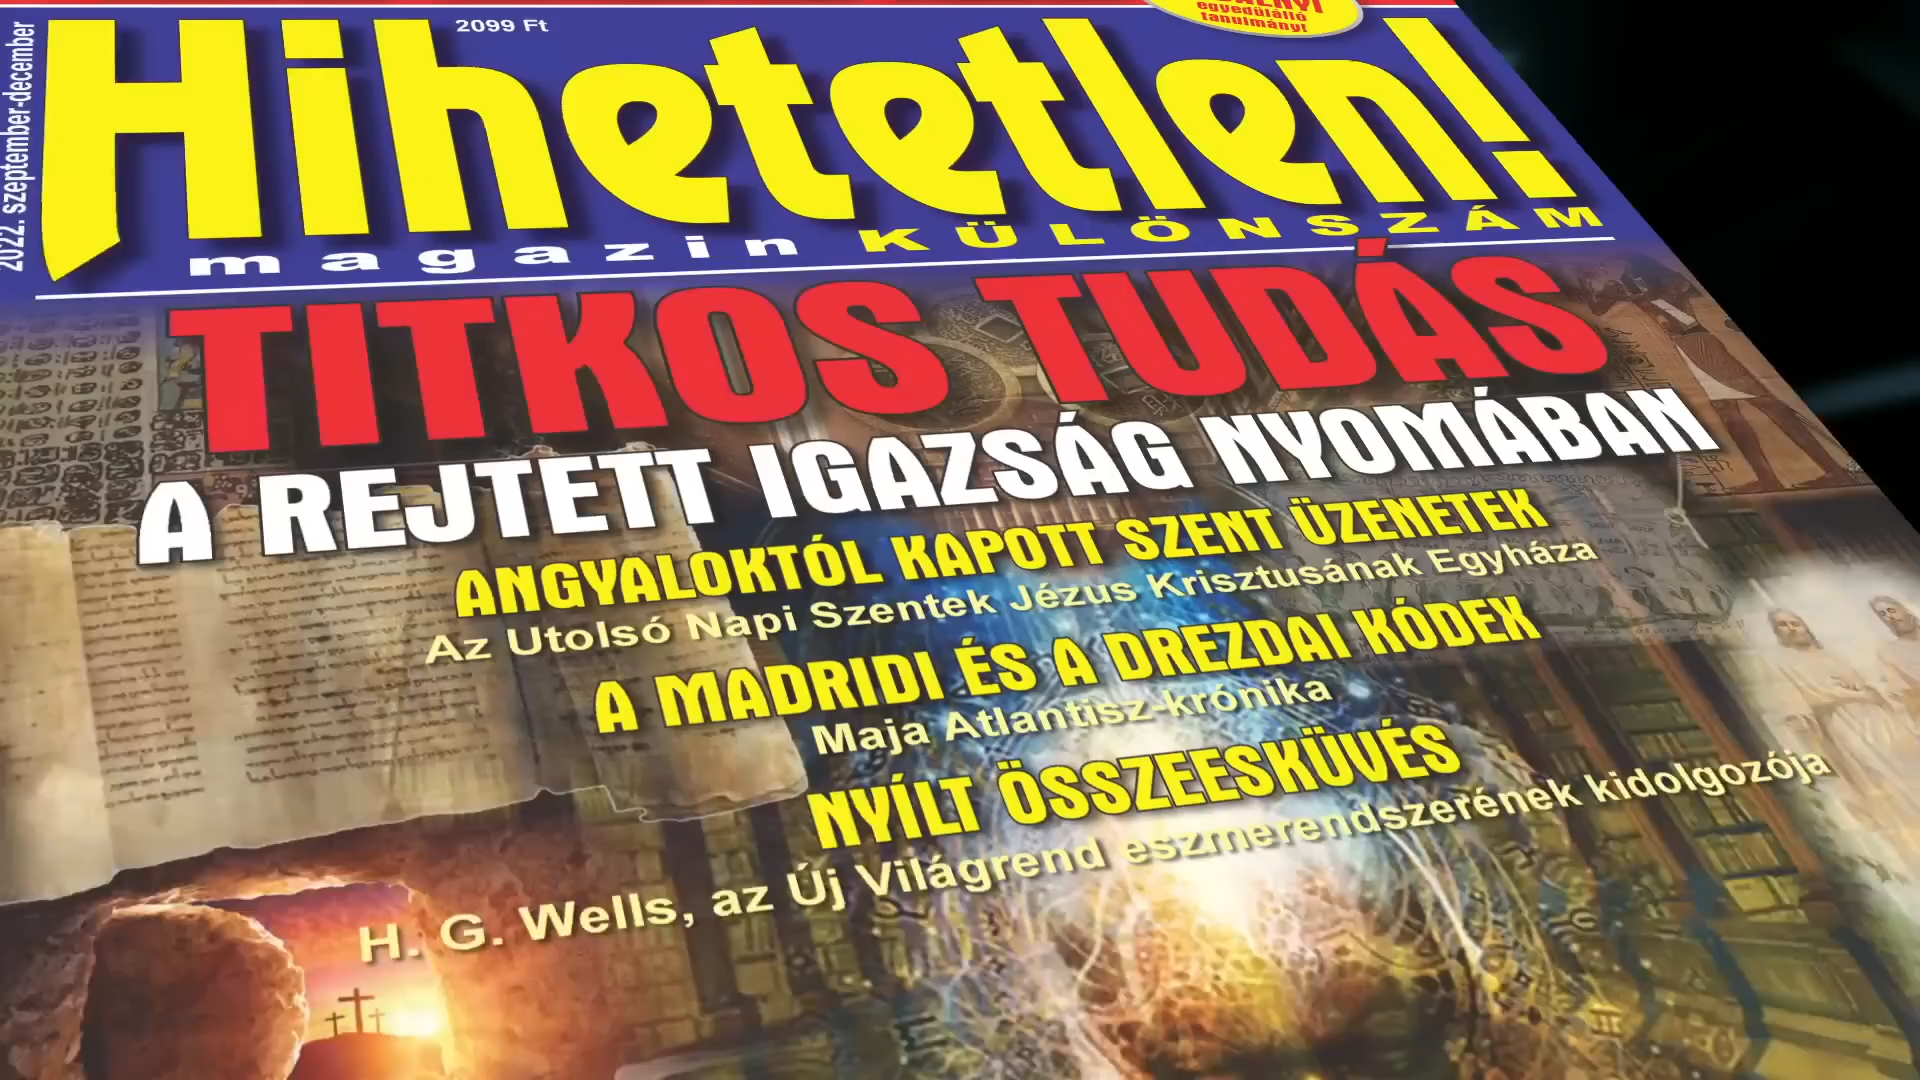 egyedülálló
tanulmány!
2099 Ft
2022. szeptember-december
Hihetetlen!
magazin KÜLÖNSZÁM
TITKOS TUDÁS
A REJTETT IGAZSÁG NYOMÁBAN
ANGYALOKTÓL KAPOTT SZENT ÜZENETEK
Az Utolsó Napi Szentek Jézus Krisztusának Egyháza
A MADRIDI ÉS A DREZDAI KÓDEX
Maja Atlantisz-krónika
NYÍLT ÖSSZEESKÜVÉS
H. G. Wells, az Új Világrend eszmerendszerének kidolgozója